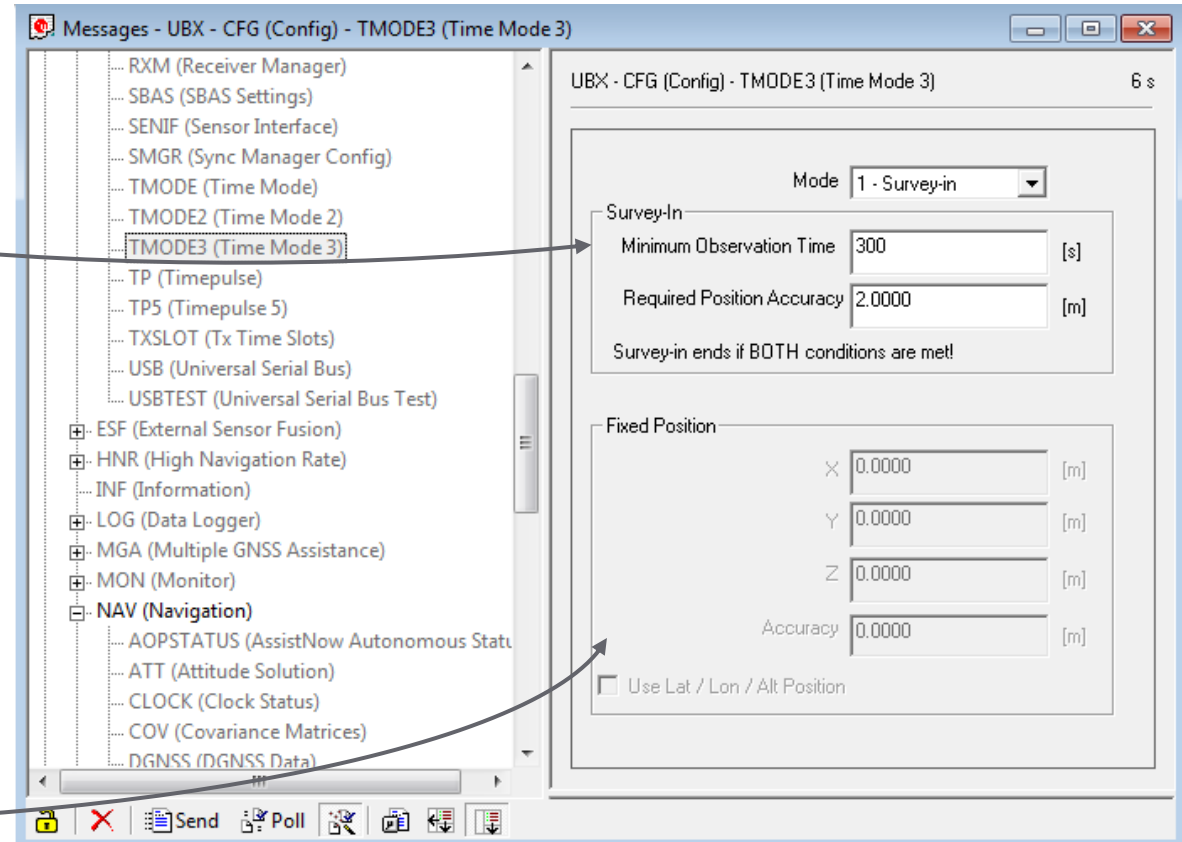 Messages - UBX - CFG (Config) - TMODE3 (Time Mode 3)
RXM (Receiver Manager)
SBAS (SBAS Settings)
SENIF (Sensor Interface)
SMGR (Sync Manager Config)
TMODE (Time Mode)
TMODE2 (Time Mode 2)
TMODE3 (Time Mode 3)
TP (Timepulse)
TP5 (Timepulse 5)
TXSLOT (Tx Time Slots)
USB (Universal Serial Bus)
USBTEST (Universal Serial Bus Test)
ESF (External Sensor Fusion)
HNR (High Navigation Rate)
INF (Information)
LOG (Data Logger)
MGA (Multiple GNSS Assistance)
MON (Monitor)
NAV (Navigation)
AOPSTATUS (AssistNow Autonomous Statu
ATT (Attitude Solution)
CLOCK (Clock Status)
COV (Covariance Matrices)
DGNSS (DGNSS Data)
UBX - CFG (Config) - TMODE3 (Time Mode 3) 6 s
Mode 1 - Survey-in
Survey-In
Minimum Observation Time 300 [s]
Required Position Accuracy 2.0000 [m]
Survey-in ends if BOTH conditions are met!
Fixed Position
X 0.0000 [m]
Y 0.0000 [m]
Z 0.0000 [m]
Accuracy 0.0000 [m]
Use Lat / Lon / Alt Position
Send Poll